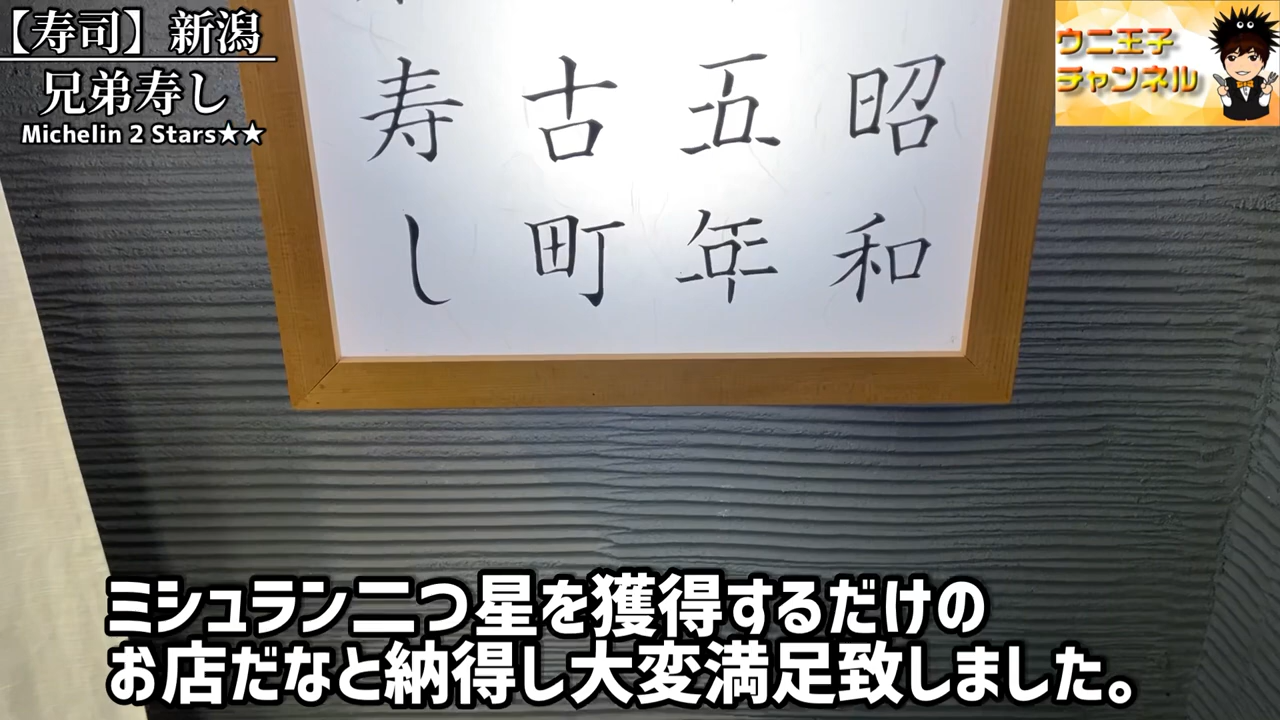 【寿司】新潟
兄弟寿し
Michelin 2 Stars★★
ウニ王子
チャンネル
昭和
五年
古町
寿し
ミシュラン二つ星を獲得するだけの
お店だなと納得し大変満足致しました。